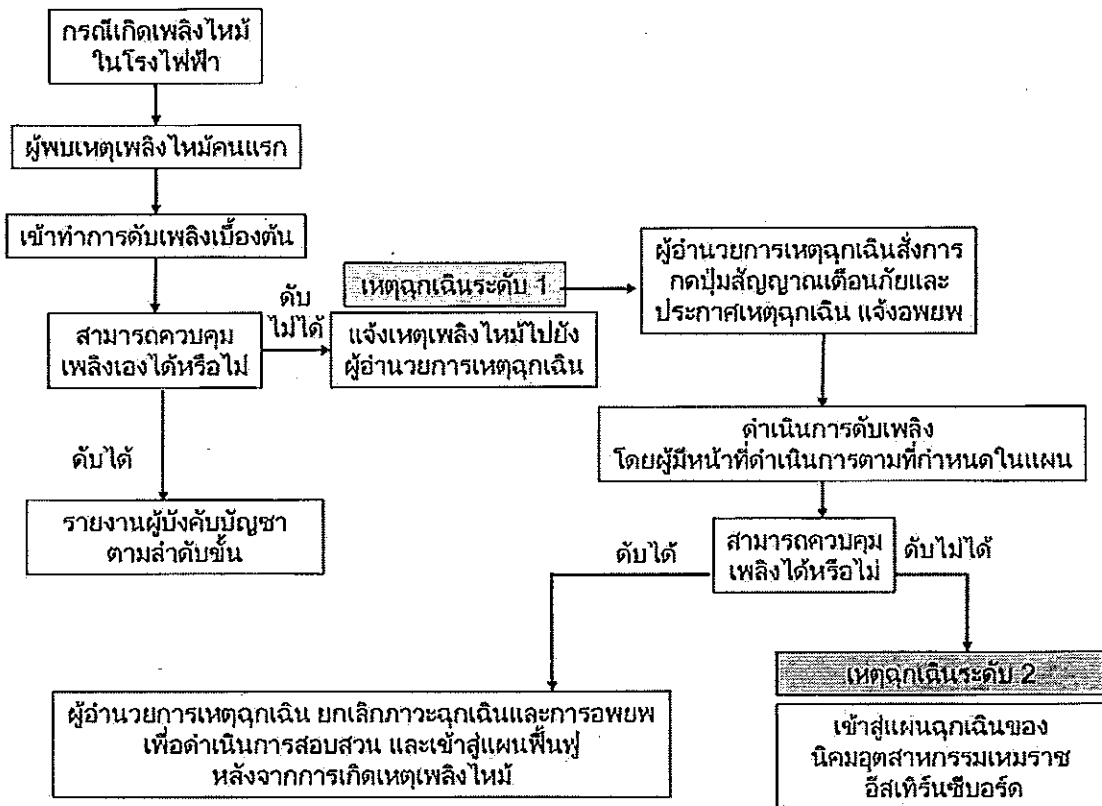 กรณีเกิดเพลิงไหม้
ในโรงไฟฟ้า
ผู้พบเหตุเพลิงไหม้คนแรก
เข้าทำการดับเพลิงเบื้องต้น
สามารถควบคุม
เพลิงเองได้หรือไม่
ดับ
ไม่ได้
ดับได้
รายงานผู้บังคับบัญชา
ตามลำดับขั้น
เหตุฉุกเฉินระดับ 1
แจ้งเหตุเพลิงไหม้ไปยัง
ผู้อำนวยการเหตุฉุกเฉิน
ผู้อำนวยการเหตุฉุกเฉินสั่งการ
กดปุ่มสัญญาณเตือนภัยและ
ประกาศเหตุฉุกเฉิน แจ้งอพยพ
ดำเนินการดับเพลิง
โดยผู้มีหน้าที่ดำเนินการตามที่กำหนดในแผน
สามารถควบคุม
เพลิงได้หรือไม่
ดับได้
ดับไม่ได้
ผู้อำนวยการเหตุฉุกเฉิน ยกเลิกภาวะฉุกเฉินและการอพยพ
เพื่อดำเนินการสอบสวน และเข้าสู่แผนฟื้นฟู
หลังจากการเกิดเหตุเพลิงไหม้
เหตุฉุกเฉินระดับ 2
เข้าสู่แผนฉุกเฉินของ
นิคมอุตสาหกรรมเหมราช
อีสเทิร์นซีบอร์ด